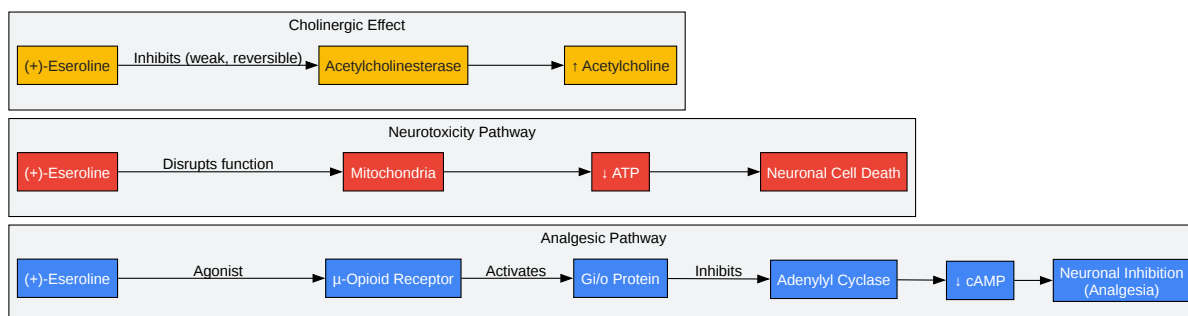 Cholinergic Effect
(+)-Eseroline
Inhibits (weak, reversible)
Acetylcholinesterase
↑ Acetylcholine
Neurotoxicity Pathway
(+)-Eseroline
Disrupts function
Mitochondria
↓ ATP
Neuronal Cell Death
Analgesic Pathway
(+)-Eseroline
Agonist
µ-Opioid Receptor
Activates
Gi/o Protein
Inhibits
Adenylyl Cyclase
↓ cAMP
Neuronal Inhibition
(Analgesia)